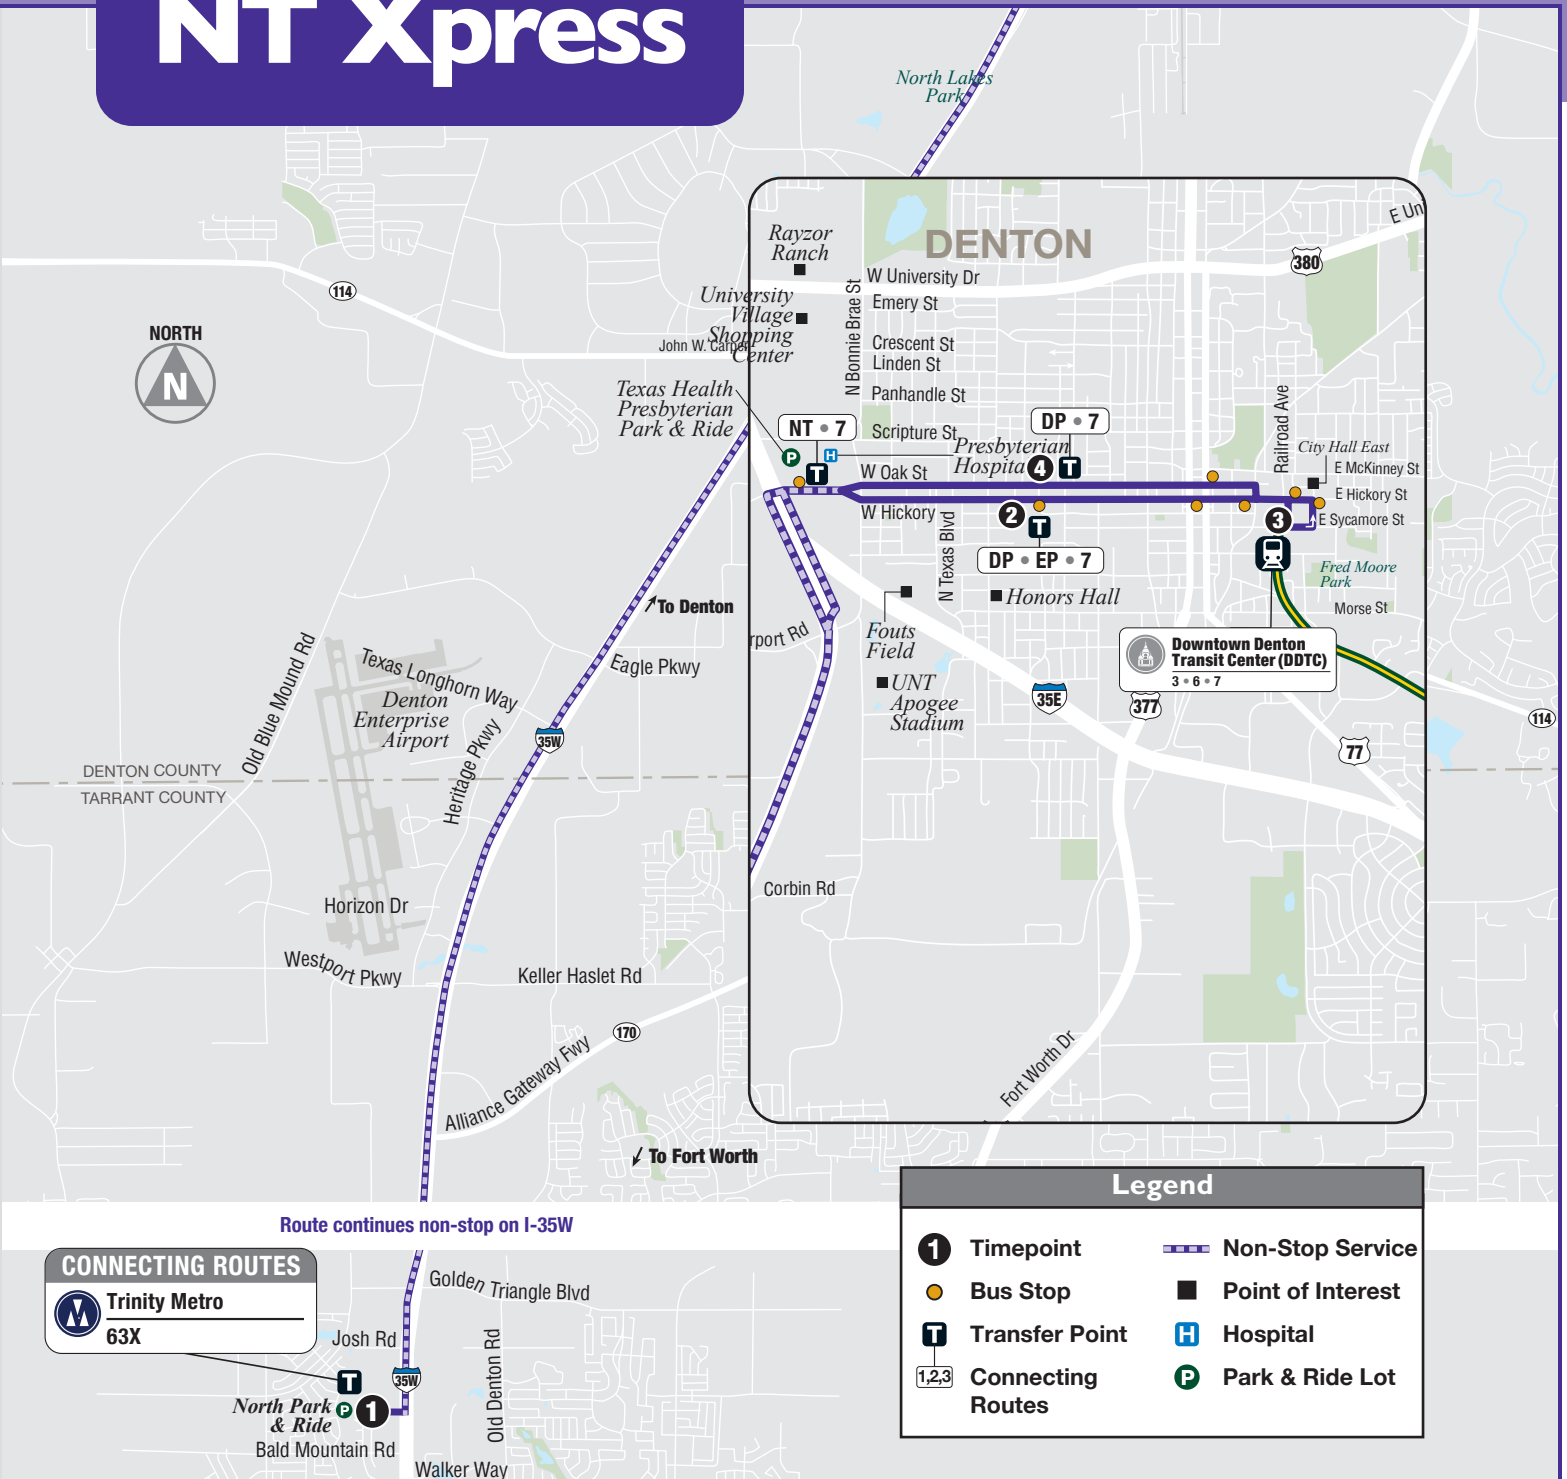 NT Xpress
North Lakes
Park
DENTON
E Un
380
Rayzor
Ranch
W University Dr
Emery St
N Bonnie Brae St
University
Village
Shopping
Center
114
John W. Carpen
Crescent St
Linden St
Panhandle St
NORTH
N
Texas Health
Presbyterian
Park & Ride
NT • 7
P
H
T
Scripture St
Presbyterian
Hospita
DP • 7
4
T
W Oak St
Railroad Ave
City Hall East
E McKinney St
E Hickory St
E Sycamore St
W Hickory
2
T
3
DP • EP • 7
N Texas Blvd
Honors Hall
Fred Moore
Park
Morse St
To Denton
rport Rd
Fouts
Field
Downtown Denton
Transit Center (DDTC)
3 • 6 • 7
Old Blue Mound Rd
Texas Longhorn Way
Eagle Pkwy
Denton
Enterprise
Airport
Heritage Pkwy
35W
UNT
Apogee
Stadium
35E
377
114
77
DENTON COUNTY
TARRANT COUNTY
Corbin Rd
Horizon Dr
Westport Pkwy
Keller Haslet Rd
170
Alliance Gateway Fwy
Fort Worth Dr
To Fort Worth
Route continues non-stop on I-35W
CONNECTING ROUTES
Trinity Metro
63X
Golden Triangle Blvd
Josh Rd
Old Denton Rd
35W
T
North Park
& Ride
P
1
Bald Mountain Rd
Walker Way
Legend
1 Timepoint
Non-Stop Service
Bus Stop
Point of Interest
T Transfer Point
H Hospital
1,2,3 Connecting
Routes
P Park & Ride Lot